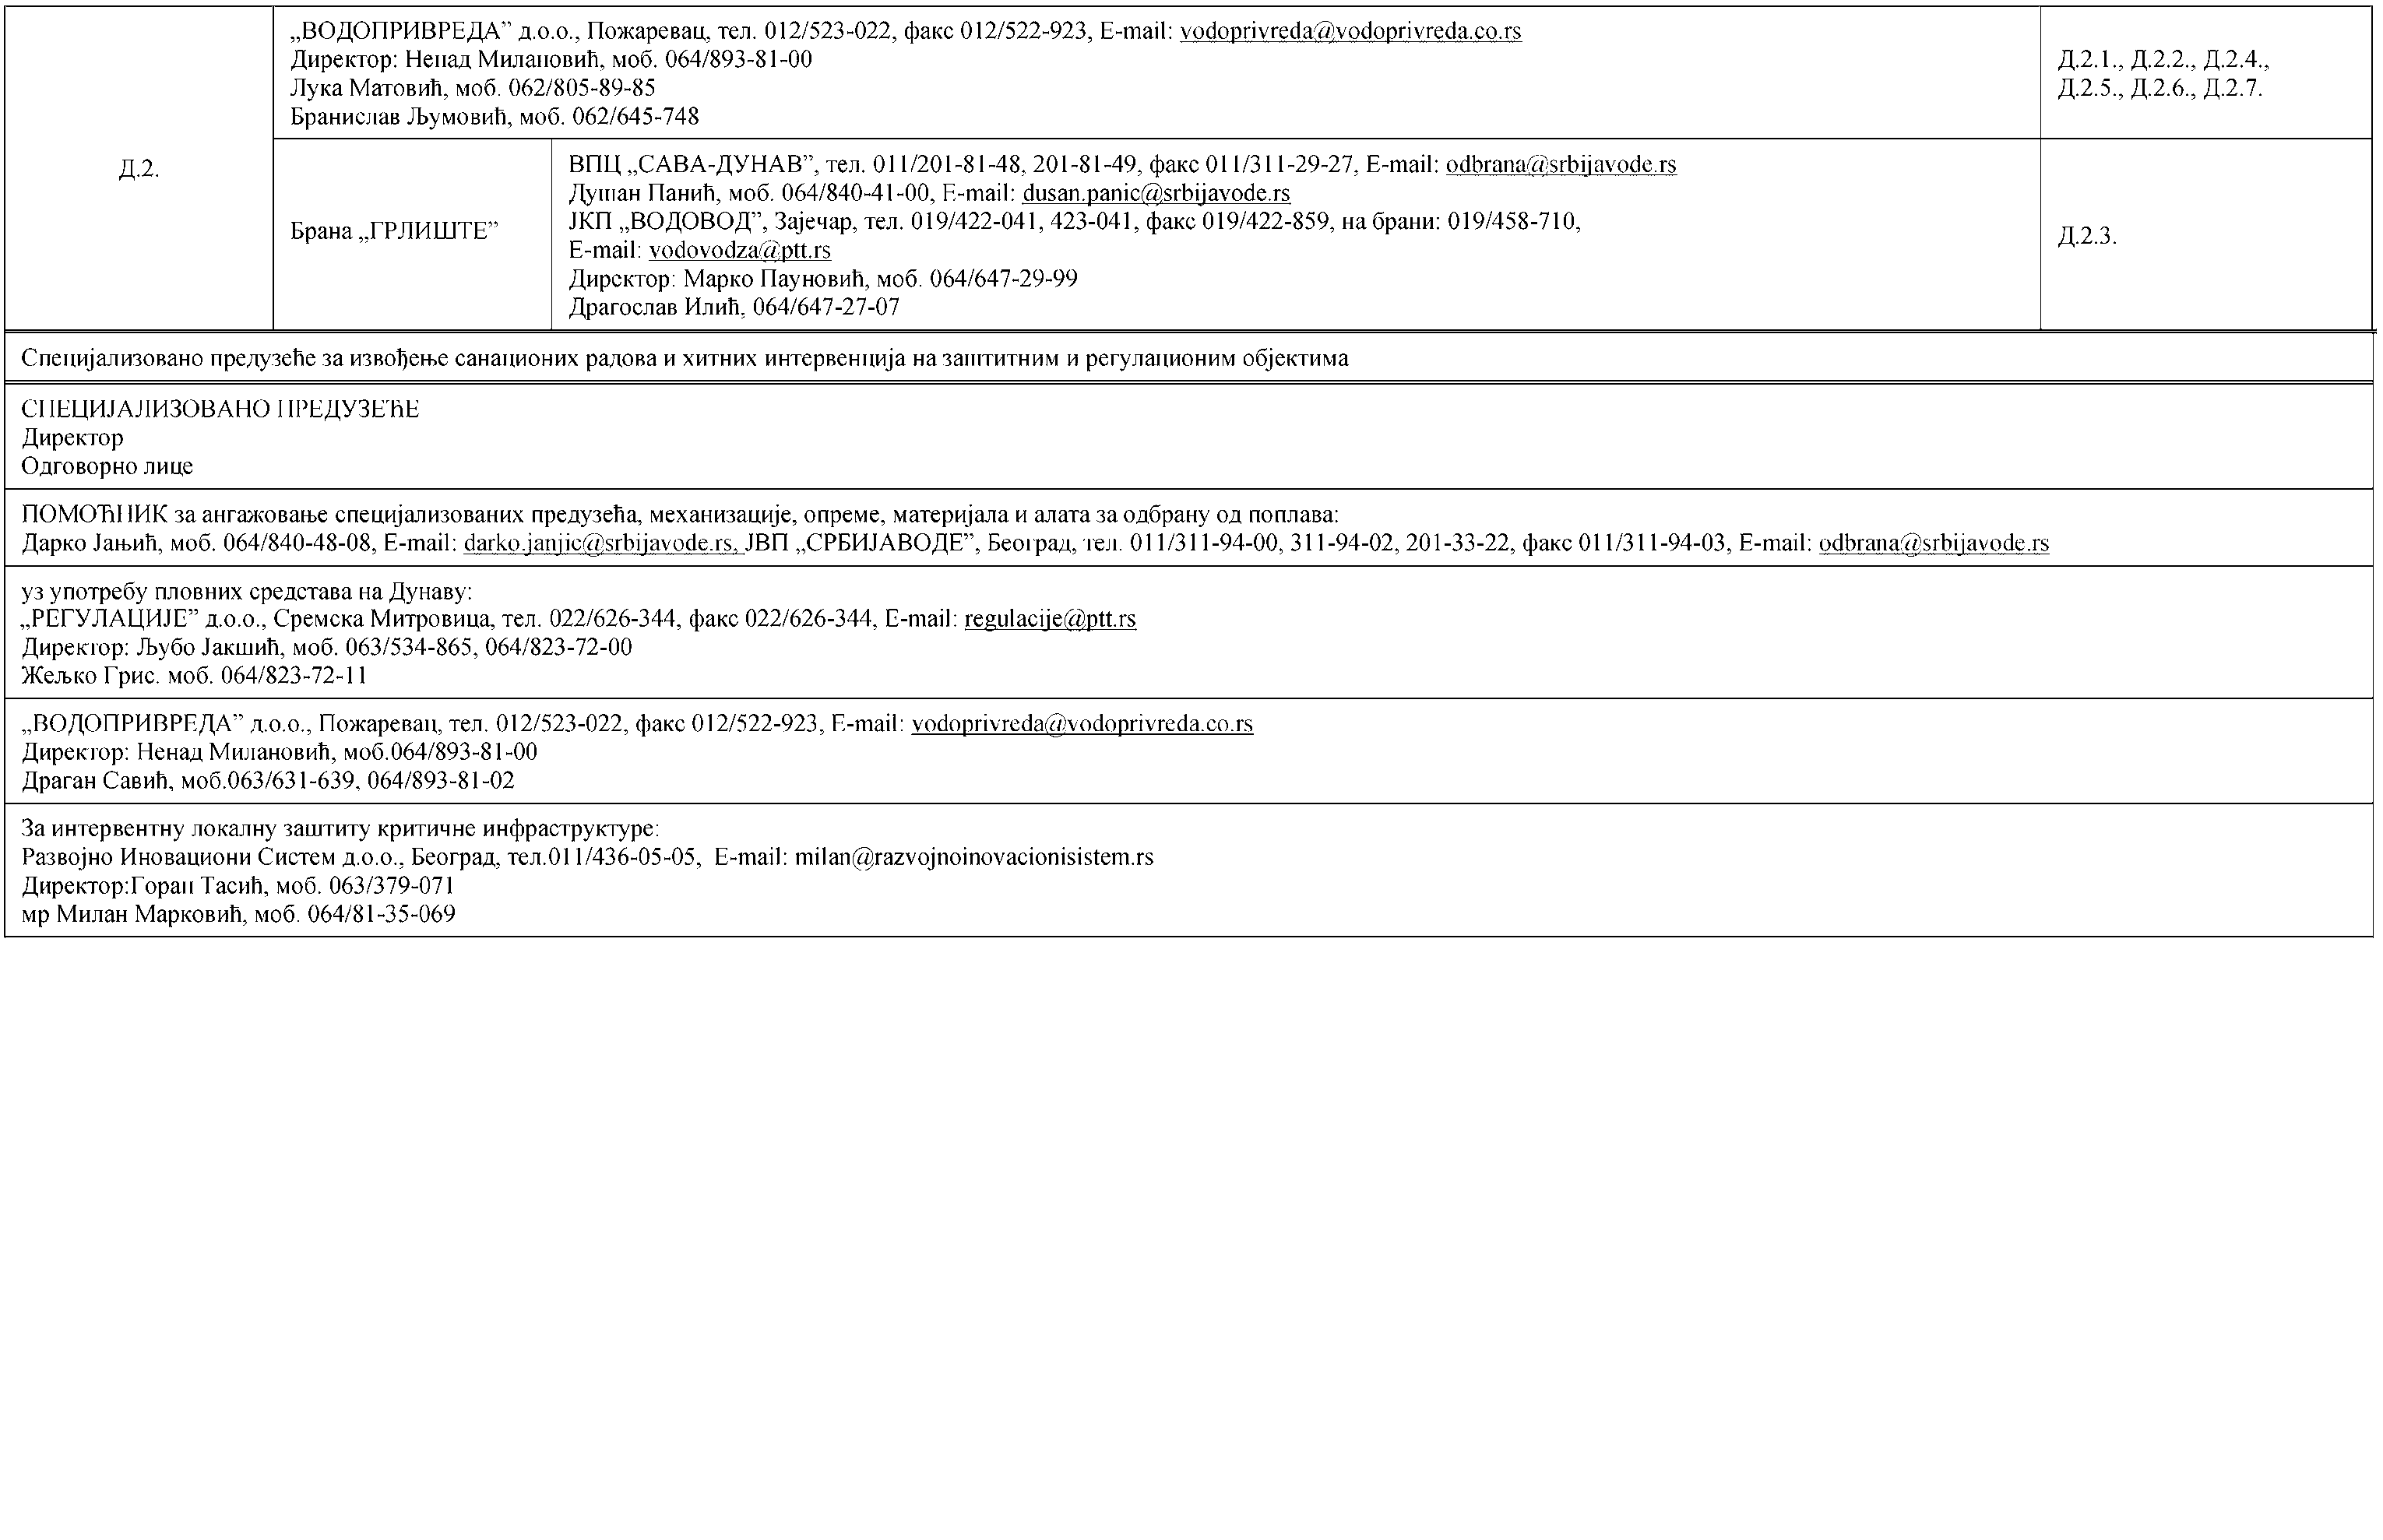 „ВОДОПРИВРЕДА” д.о.о., Пожаревац, тел. 012/523-022, факс 012/522-923, E-mail: vodoprivreda@vodoprivreda.co.rs
Директор: Ненад Милановић, моб. 064/893-81-00
Лука Матовић, моб. 062/805-89-85
Бранислав Љумовић, моб. 062/645-748
Д.2.1., Д.2.2., Д.2.4.,
Д.2.5., Д.2.6., Д.2.7.
Д.2.
Брана „ГРЛИШТЕ”
ВПЦ „САВА-ДУНАВ”, тел. 011/201-81-48, 201-81-49, факс 011/311-29-27, E-mail: odbrana@srbijavode.rs
Душан Панић, моб. 064/840-41-00, E-mail: dusan.panic@srbijavode.rs
ЈКП „ВОДОВОД”, Зајечар, тел. 019/422-041, 423-041, факс 019/422-859, на брани: 019/458-710,
E-mail: vodovodza@ptt.rs
Директор: Марко Пауновић, моб. 064/647-29-99
Драгослав Илић, 064/647-27-07
Д.2.3.
Специјализовано предузеће за извођење санационих радова и хитних интервенција на заштитним и регулационим објектима
СПЕЦИЈАЛИЗОВАНО ПРЕДУЗЕЋЕ
Директор
Одговорно лице
ПОМОЋНИК за ангажовање специјализованих предузећа, механизације, опреме, материјала и алата за одбрану од поплава:
Дарко Јањић, моб. 064/840-48-08, E-mail: darko.janjic@srbijavode.rs, ЈВП „СРБИЈАВОДЕ”, Београд, тел. 011/311-94-00, 311-94-02, 201-33-22, факс 011/311-94-03, E-mail: odbrana@srbijavode.rs
уз употребу пловних средстава на Дунаву:
„РЕГУЛАЦИЈЕ” д.о.о., Сремска Митровица, тел. 022/626-344, факс 022/626-344, E-mail: regulacije@ptt.rs
Директор: Љубо Јакшић, моб. 063/534-865, 064/823-72-00
Жељко Грис. моб. 064/823-72-11
„ВОДОПРИВРЕДА” д.о.о., Пожаревац, тел. 012/523-022, факс 012/522-923, E-mail: vodoprivreda@vodoprivreda.co.rs
Директор: Ненад Милановић, моб.064/893-81-00
Драган Савић, моб.063/631-639, 064/893-81-02
За интервентну локалну заштиту критичне инфраструктуре:
Развојно Иновациони Систем д.о.о., Београд, тел.011/436-05-05, E-mail: milan@razvojnoinovacionisistem.rs
Директор:Горан Тасић, моб. 063/379-071
мр Милан Марковић, моб. 064/81-35-069